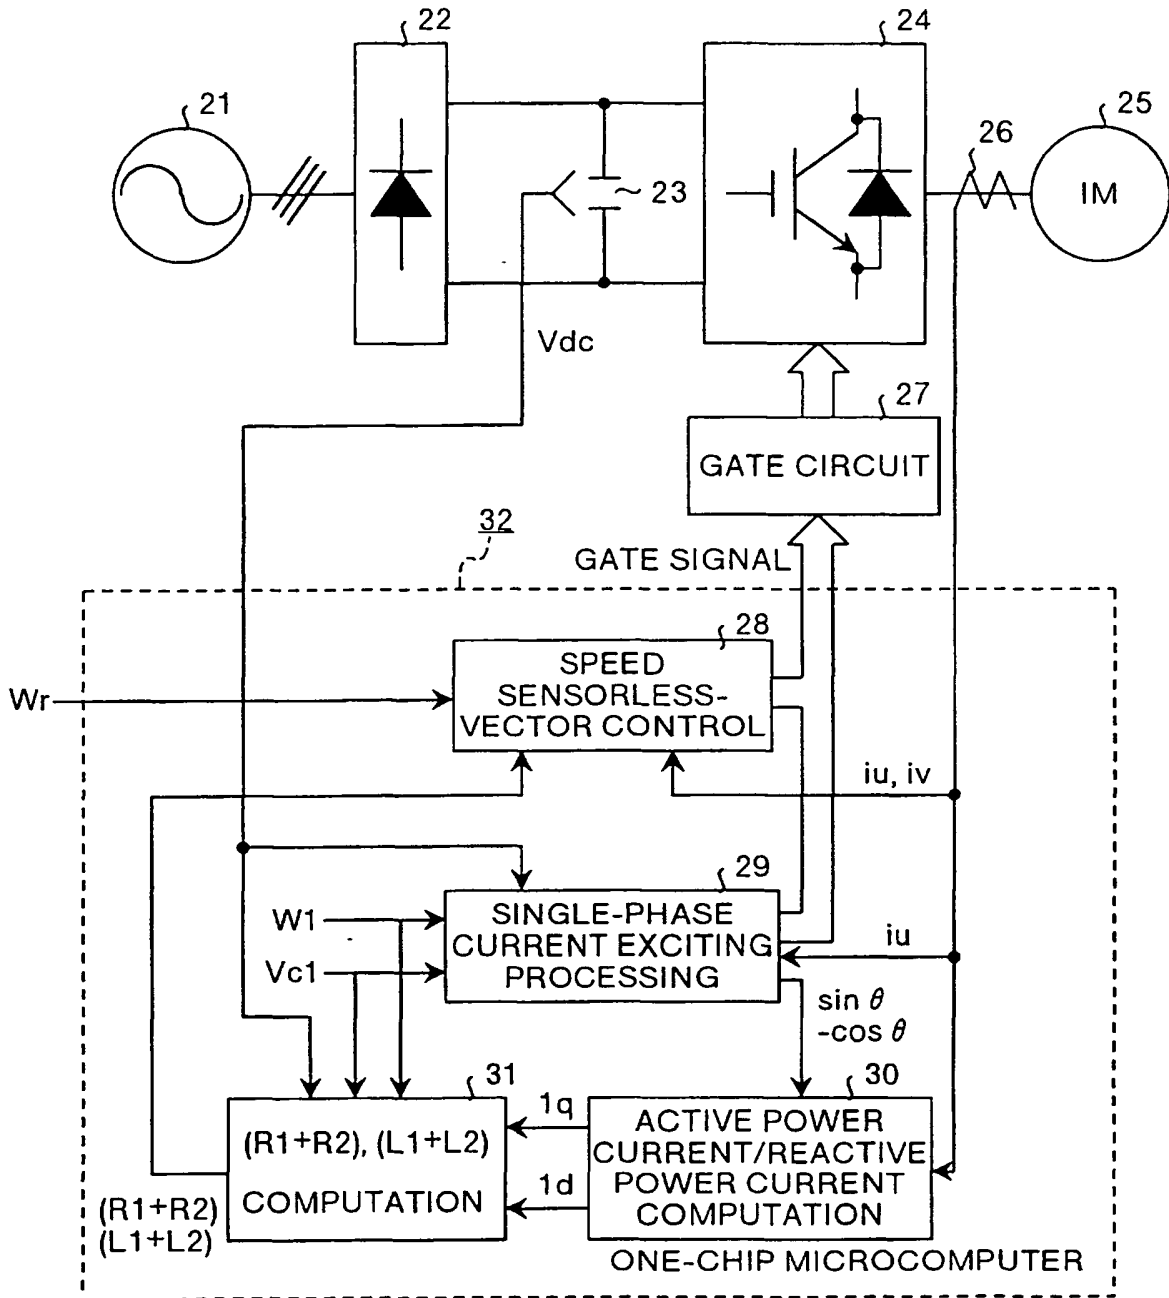 22
24
21
26
25
23
IM
Vdc
27
GATE CIRCUIT
32
GATE SIGNAL
28
SPEED
SENSORLESS-
VECTOR CONTROL
Wr
iu, iv
29
W1
SINGLE-PHASE
CURRENT EXCITING
PROCESSING
Vc1
iu
sin θ
-cos θ
31
30
(R1+R2), (L1+L2)
COMPUTATION
1q
1d
ACTIVE POWER
CURRENT/REACTIVE
POWER CURRENT
COMPUTATION
(R1+R2)
(L1+L2)
ONE-CHIP MICROCOMPUTER